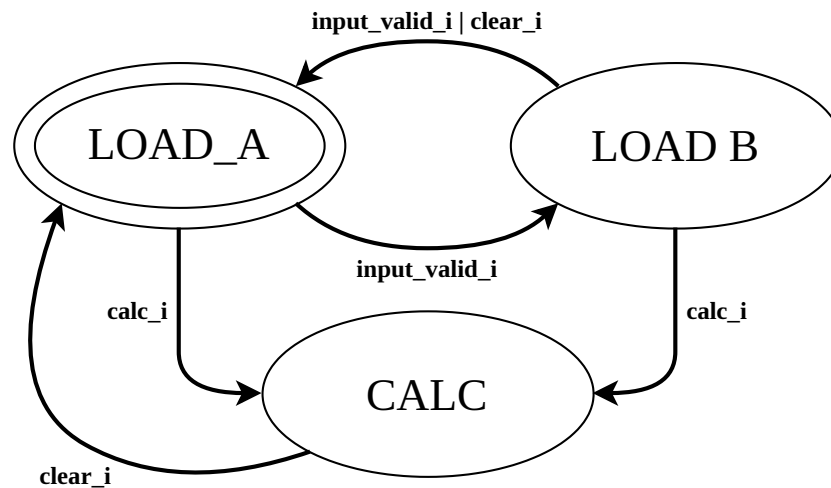 input_valid_i | clear_i
LOAD_A
LOAD B
input_valid_i
calc_i
calc_i
CALC
clear_i